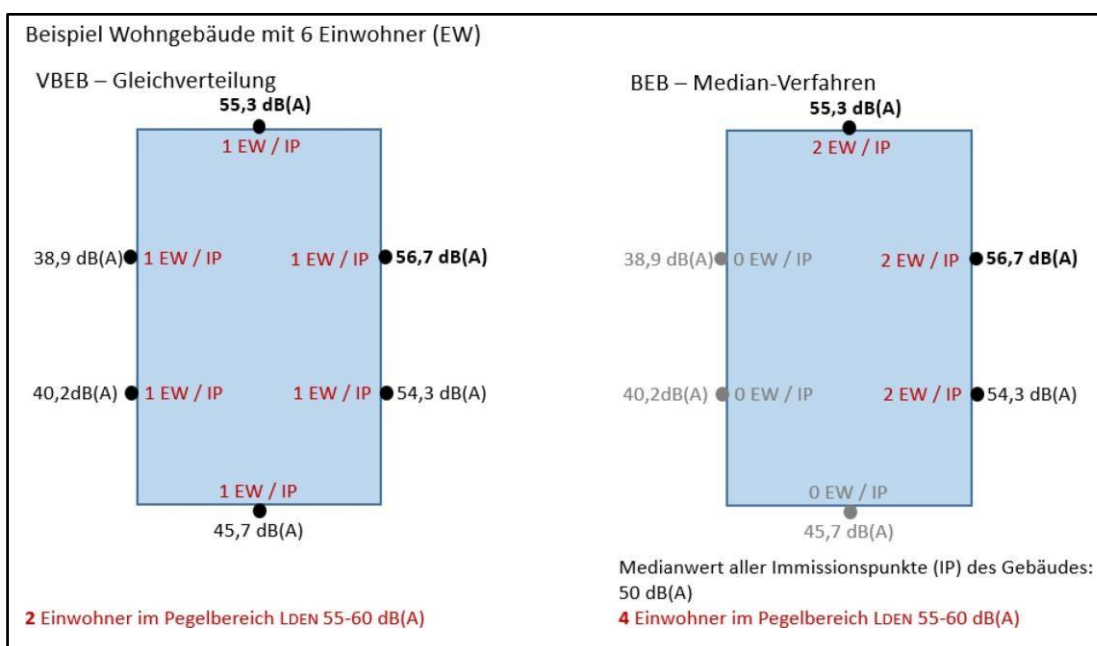 Beispiel Wohngebäude mit 6 Einwohner (EW)
VBEB – Gleichverteilung
55,3 dB(A)
1 EW / IP
38,9 dB(A)
1 EW / IP
1 EW / IP
56,7 dB(A)
40,2dB(A)
1 EW / IP
1 EW / IP
54,3 dB(A)
1 EW / IP
45,7 dB(A)
2 Einwohner im Pegelbereich LDEN 55-60 dB(A)
BEB – Median-Verfahren
55,3 dB(A)
2 EW / IP
38,9 dB(A)
0 EW / IP
2 EW / IP
56,7 dB(A)
40,2dB(A)
0 EW / IP
2 EW / IP
54,3 dB(A)
0 EW / IP
45,7 dB(A)
Medianwert aller Immissionspunkte (IP) des Gebäudes:
50 dB(A)
4 Einwohner im Pegelbereich LDEN 55-60 dB(A)